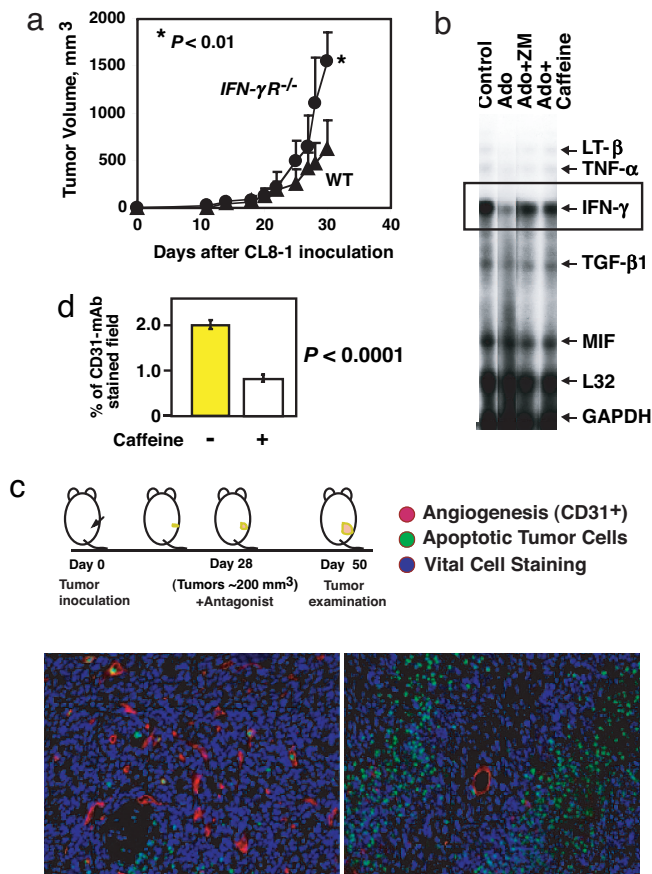 a
Tumor Volume, mm 3
2000
1500
1000
500
0
* P < 0.01
IFN-γR-/-
*
WT
0 10 20 30 40
Days after CL8-1 inoculation
b
Control
Ado
Ado+ZM
Ado+
Caffeine
LT-β
TNF-α
IFN-γ
TGF-β1
MIF
L32
GAPDH
d
% of CD31-mAb
stained field
2.0
1.0
0
P < 0.0001
Caffeine - +
c
Day 0
Tumor
inoculation
Day 28
(Tumors ~200 mm3)
+Antagonist
Day 50
Tumor
examination
Angiogenesis (CD31+)
Apoptotic Tumor Cells
Vital Cell Staining